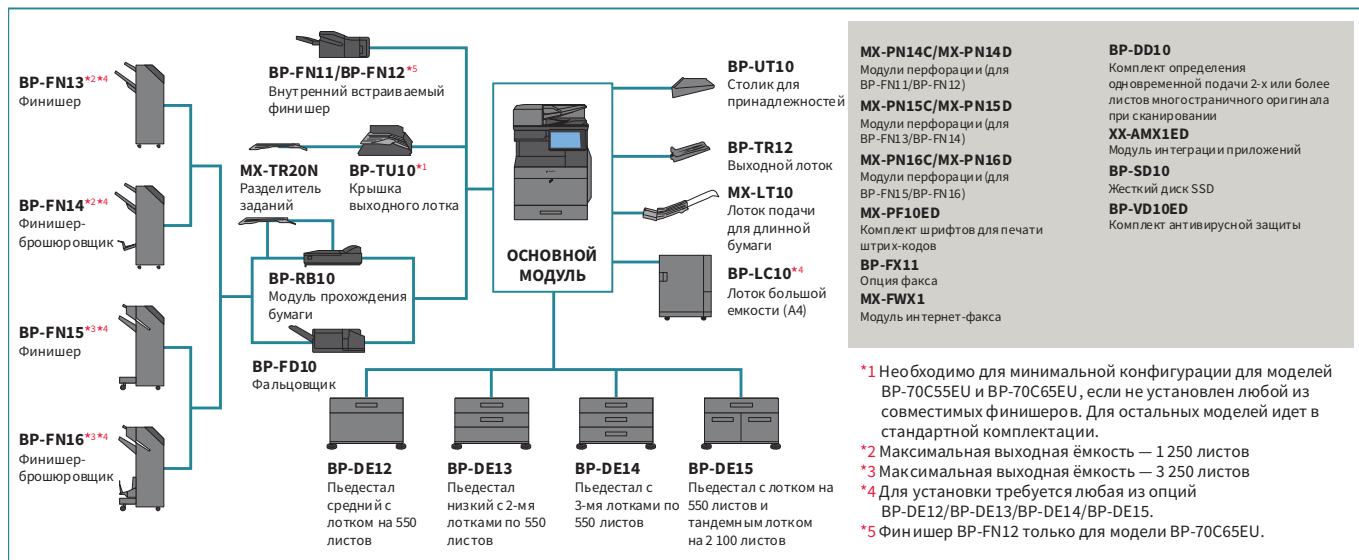 BP-FN13*2*4
Финишер
BP-FN14*2*4
Финишер-
брошюровщик
BP-FN15*3*4
Финишер
BP-FN16*3*4
Финишер-
брошюровщик
BP-FN11/BP-FN12*5
Внутренний встраиваемый
финишер
MX-TR20N
Разделитель
заданий
BP-TU10*1
Крышка
выходного лотка
BP-RB10
Модуль прохождения
бумаги
BP-FD10
Фальцовщик
ОСНОВНОЙ
МОДУЛЬ
BP-UT10
Столик для
принадлежностей
BP-TR12
Выходной лоток
MX-LT10
Лоток подачи
для длинной
бумаги
BP-LC10*4
Лоток большой
емкости (A4)
BP-DE12
Пьедестал
средний с
лотком на 550
листов
BP-DE13
Пьедестал
низкий с 2-мя
лотками по 550
листов
BP-DE14
Пьедестал с
3-мя лотками по
550 листов
BP-DE15
Пьедестал с лотком на
550 листов и
тандемным лотком
на 2 100 листов
MX-PN14C/MX-PN14D
Модули перфорации (для
BP-FN11/BP-FN12)
MX-PN15C/MX-PN15D
Модули перфорации (для
BP-FN13/BP-FN14)
MX-PN16C/MX-PN16D
Модули перфорации (для
BP-FN15/BP-FN16)
MX-PF10ED
Комплект шрифтов для печати
штрих-кодов
BP-FX11
Опция факса
MX-FWX1
Модуль интернет-факса
BP-DD10
Комплект определения
одновременной подачи 2-х или более
листов многостраничного оригинала
при сканировании
XX-AMX1ED
Модуль интеграции приложений
BP-SD10
Жесткий диск SSD
BP-VD10ED
Комплект антивирусной защиты
*1 Необходимо для минимальной конфигурации для моделей
BP-70C55EU и BP-70C65EU, если не установлен любой из
совместимых финишеров. Для остальных моделей идет в
стандартной комплектации.
*2 Максимальная выходная ёмкость — 1 250 листов
*3 Максимальная выходная ёмкость — 3 250 листов
*4 Для установки требуется любая из опций
BP-DE12/BP-DE13/BP-DE14/BP-DE15.
*5 Финишер BP-FN12 только для модели BP-70C65EU.